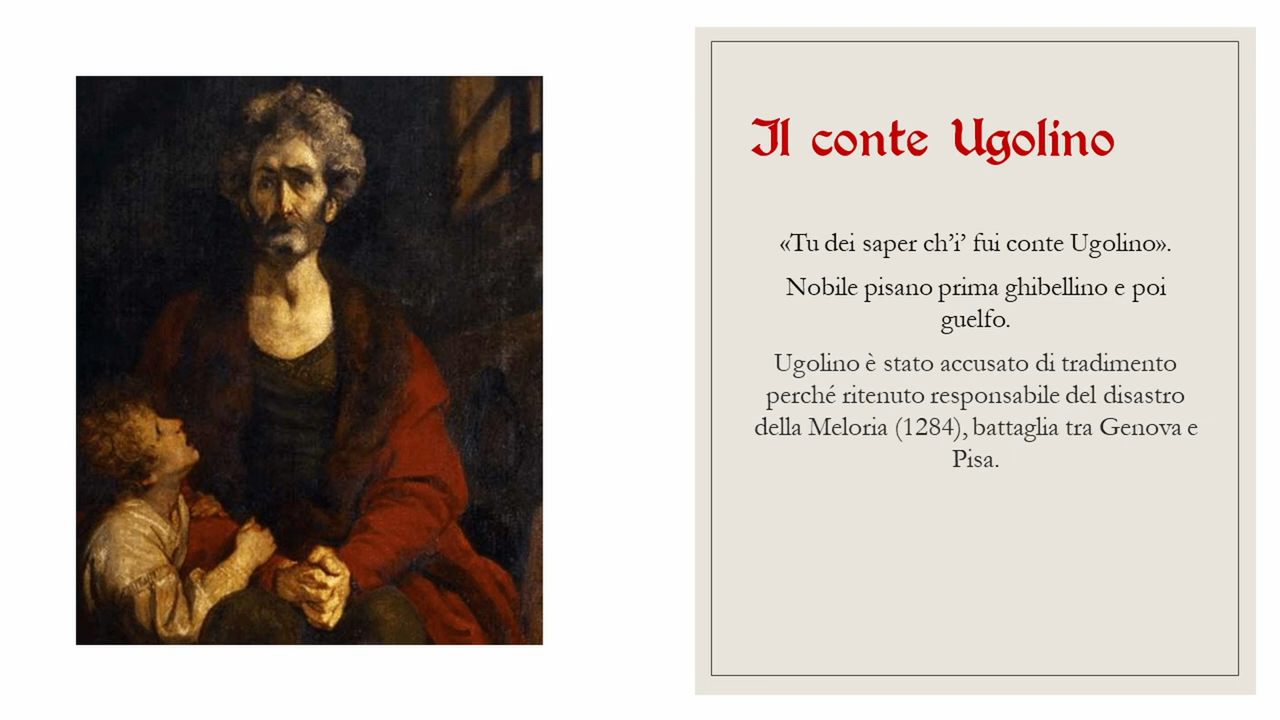 Il conte Ugolino
«Tu dei saper ch’i’ fui conte Ugolino».
Nobile pisano prima ghibellino e poi
guelfo.
Ugolino è stato accusato di tradimento
perché ritenuto responsabile del disastro
della Meloria (1284), battaglia tra Genova e
Pisa.